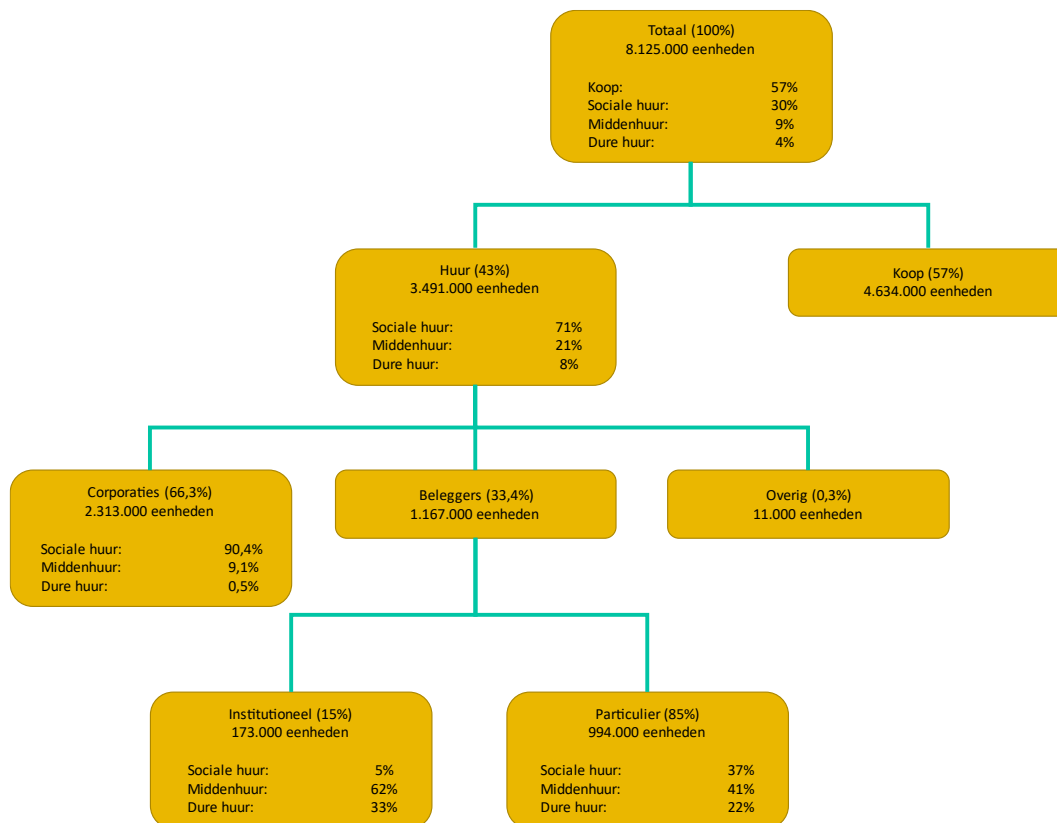 Totaal (100%)
8.125.000 eenheden
Koop: 57%
Sociale huur: 30%
Middenhuur: 9%
Dure huur: 4%
Huur (43%)
3.491.000 eenheden
Sociale huur: 71%
Middenhuur: 21%
Dure huur: 8%
Koop (57%)
4.634.000 eenheden
Corporaties (66,3%)
2.313.000 eenheden
Sociale huur: 90,4%
Middenhuur: 9,1%
Dure huur: 0,5%
Beleggers (33,4%)
1.167.000 eenheden
Overig (0,3%)
11.000 eenheden
Institutioneel (15%)
173.000 eenheden
Sociale huur: 5%
Middenhuur: 62%
Dure huur: 33%
Particulier (85%)
994.000 eenheden
Sociale huur: 37%
Middenhuur: 41%
Dure huur: 22%